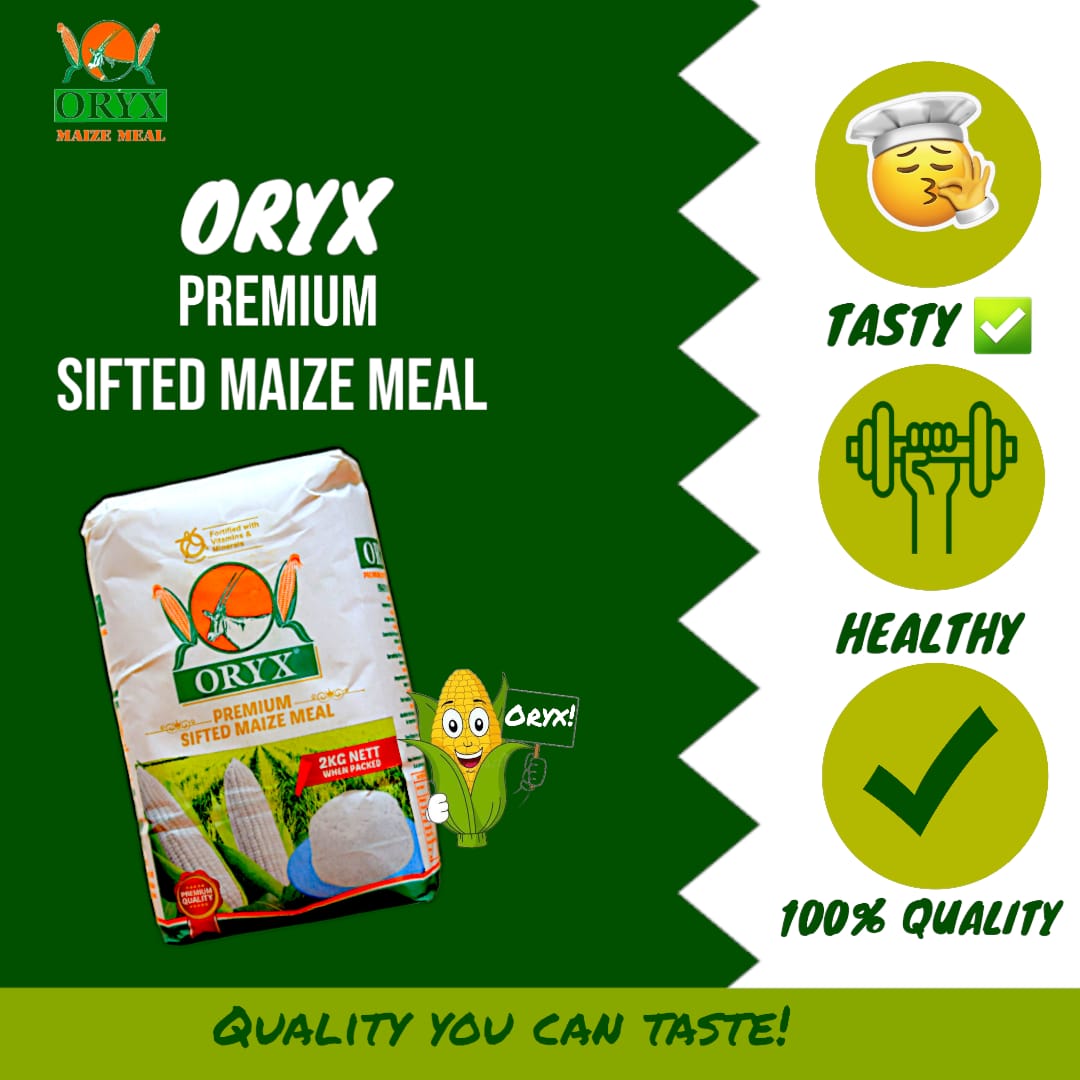 ORYX
MAIZE MEAL
ORYX
PREMIUM
SIFTED MAIZE MEAL
Fortified with
Vitamins &
Minerals
ORYX
PREMIUM
SIFTED MAIZE MEAL
2KG NETT
WHEN PACKED
PREMIUM
QUALITY
ORYX!
TASTY ✅
HEALTHY
100% QUALITY
QUALITY YOU CAN TASTE!